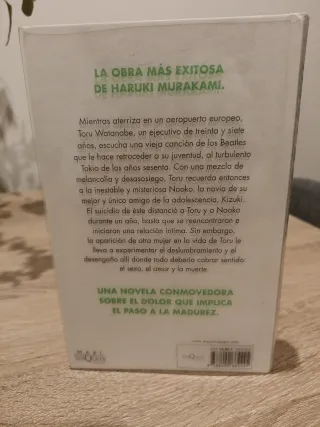 LA OBRA MÁS EXITOSA
DE HARUKI MURAKAMI.
Mientras aterriza en un aeropuerto europeo,
Toru Watanabe, un ejecutivo de treinta y siete
años, escucha una vieja canción de los Beatles
que le hace retroceder a su juventud, al turbulento
Tokio de los años sesenta. Con una mezcla de
melancolía y desasosiego, Toru recuerda entonces
a la inestable y misteriosa Naoko, la novia de su
mejor y único amigo de la adolescencia, Kizuki.
El suicidio de éste distanció a Toru y a Naoko
durante un año, hasta que se reencontraron e
iniciaron una relación íntima. Sin embargo,
la aparición de otra mujer en la vida de Toru le
lleva a experimentar el deslumbramiento y el
desengaño allí donde todo debería cobrar sentido:
el sexo, el amor y la muerte.
UNA NOVELA CONMOVEDORA
SOBRE EL DOLOR QUE IMPLICA
EL PASO A LA MADUREZ.